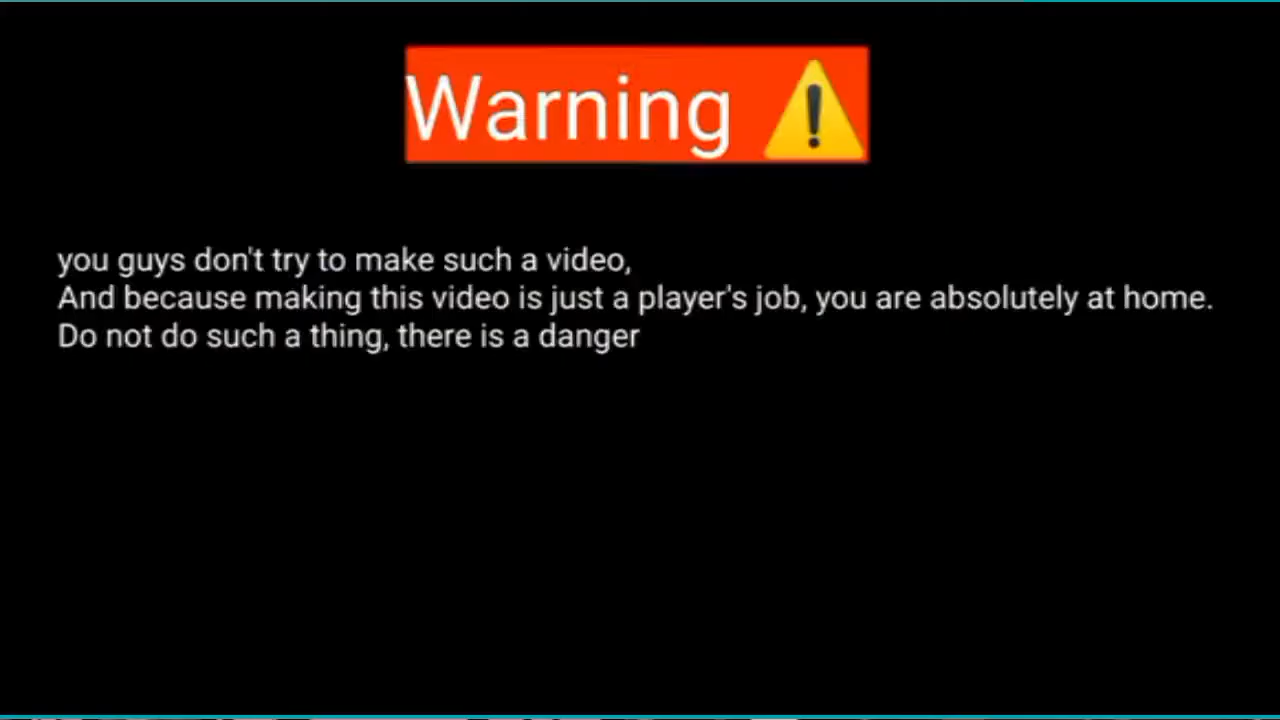 Warning ⚠️
you guys don't try to make such a video,
And because making this video is just a player's job, you are absolutely at home.
Do not do such a thing, there is a danger